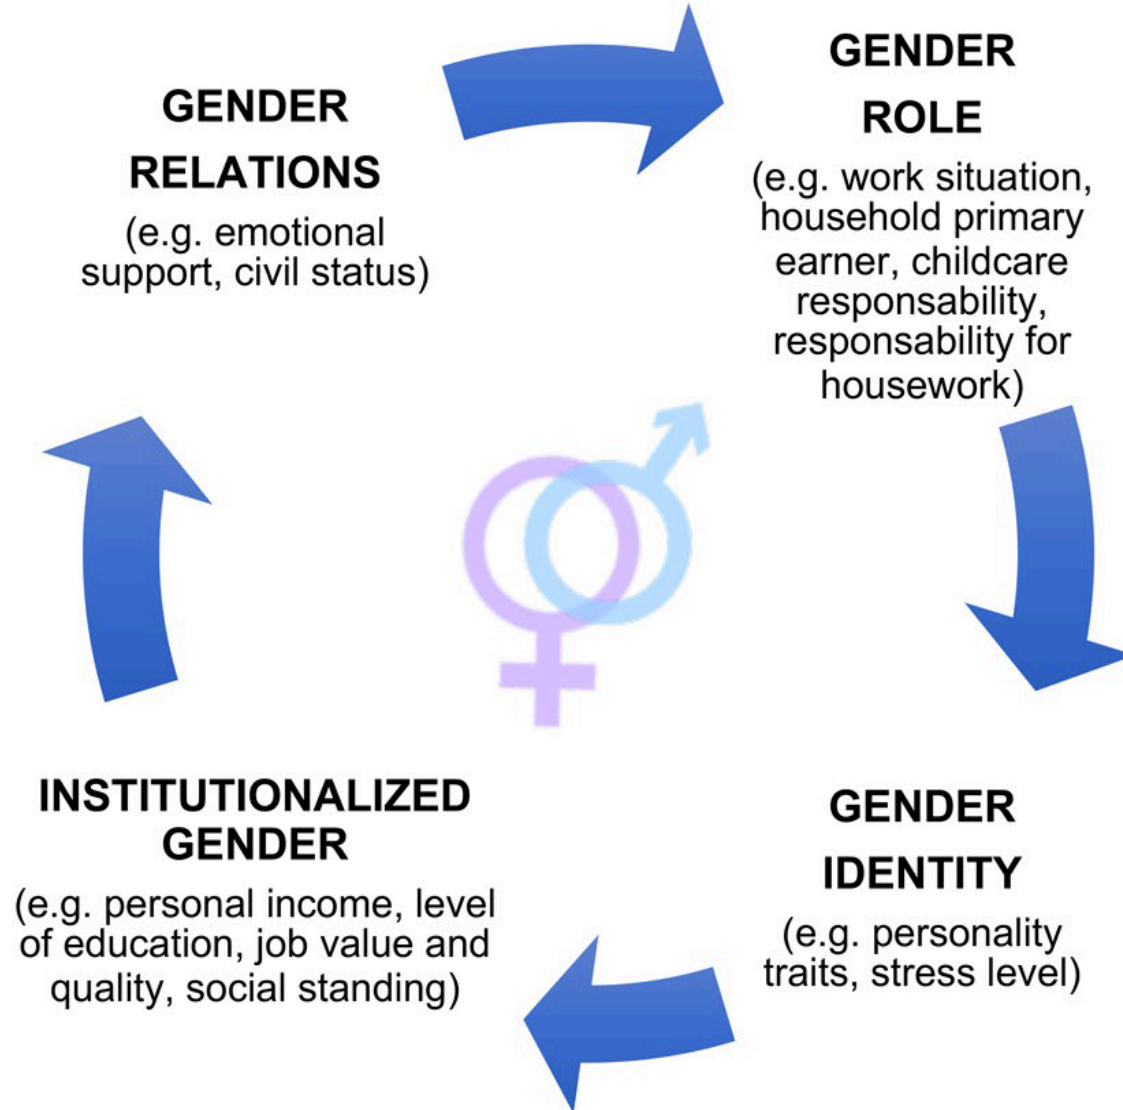 GENDER
RELATIONS
(e.g. emotional
support, civil status)
GENDER
ROLE
(e.g. work situation,
household primary
earner, childcare
responsability,
responsability for
housework)
GENDER
IDENTITY
(e.g. personality
traits, stress level)
INSTITUTIONALIZED
GENDER
(e.g. personal income, level
of education, job value and
quality, social standing)